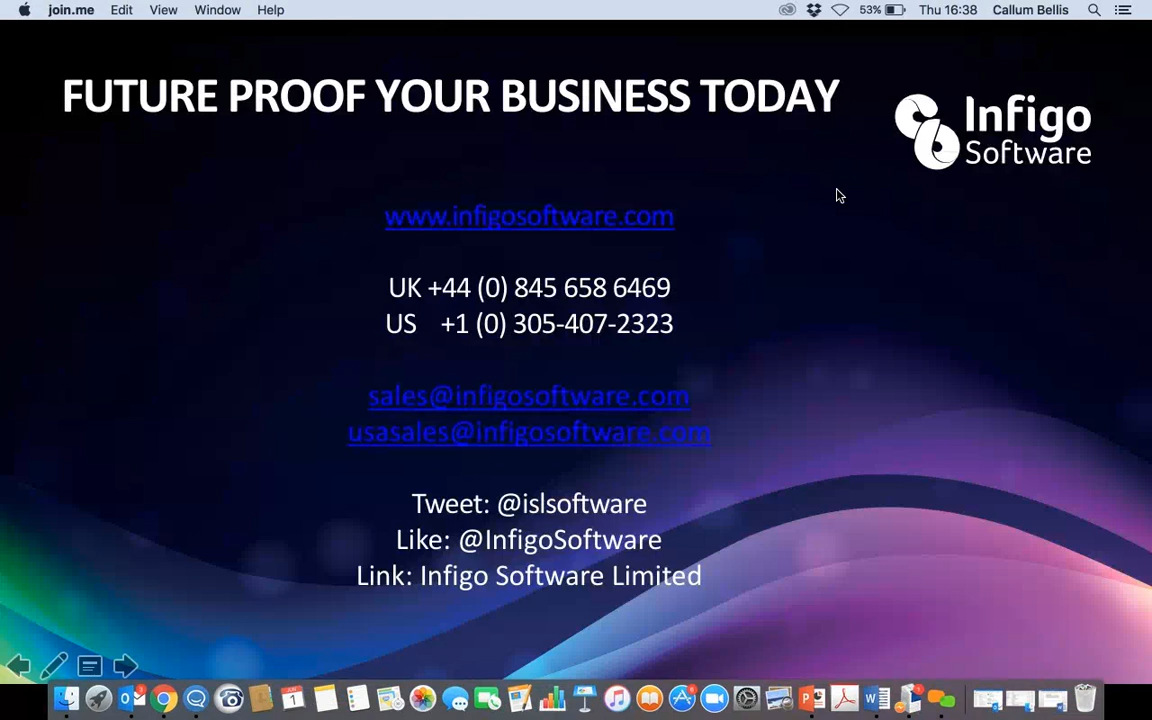 join.me Edit View Window Help 53% Thu 16:38 Callum Bellis
FUTURE PROOF YOUR BUSINESS TODAY
Infigo
Software
www.infigosoftware.com
UK +44 (0) 845 658 6469
US +1 (0) 305-407-2323
sales@infigosoftware.com
usasales@infigosoftware.com
Tweet: @islsoftware
Like: @InfigoSoftware
Link: Infigo Software Limited